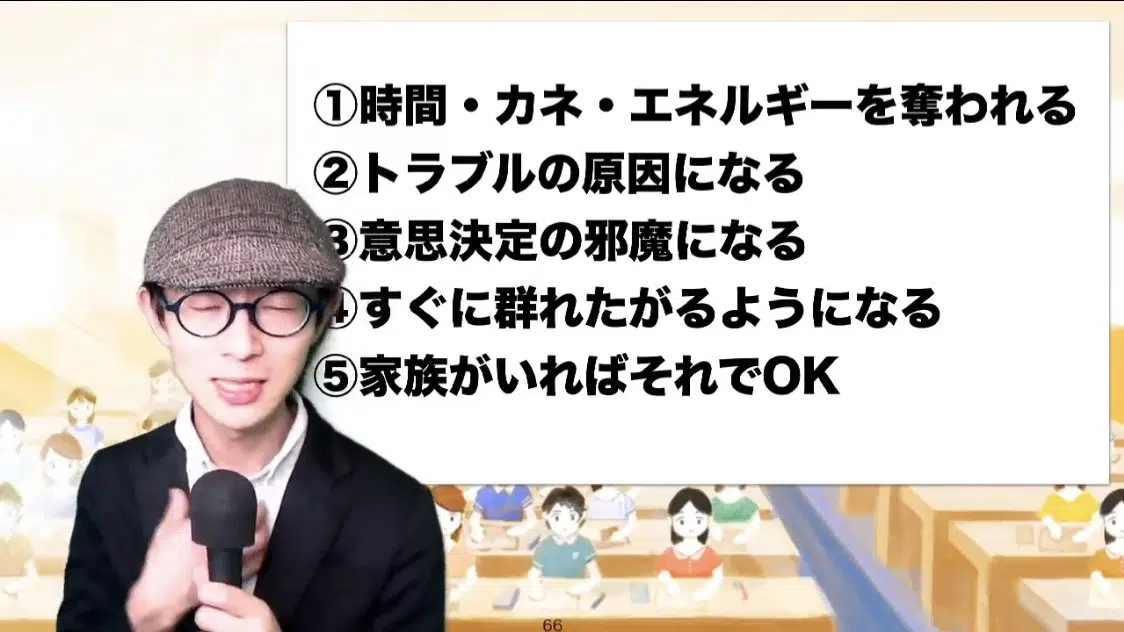 ①時間・カネ・エネルギーを奪われる
②トラブルの原因になる
③意思決定の邪魔になる
④すぐに群れたがるようになる
⑤家族がいればそれでOK
66